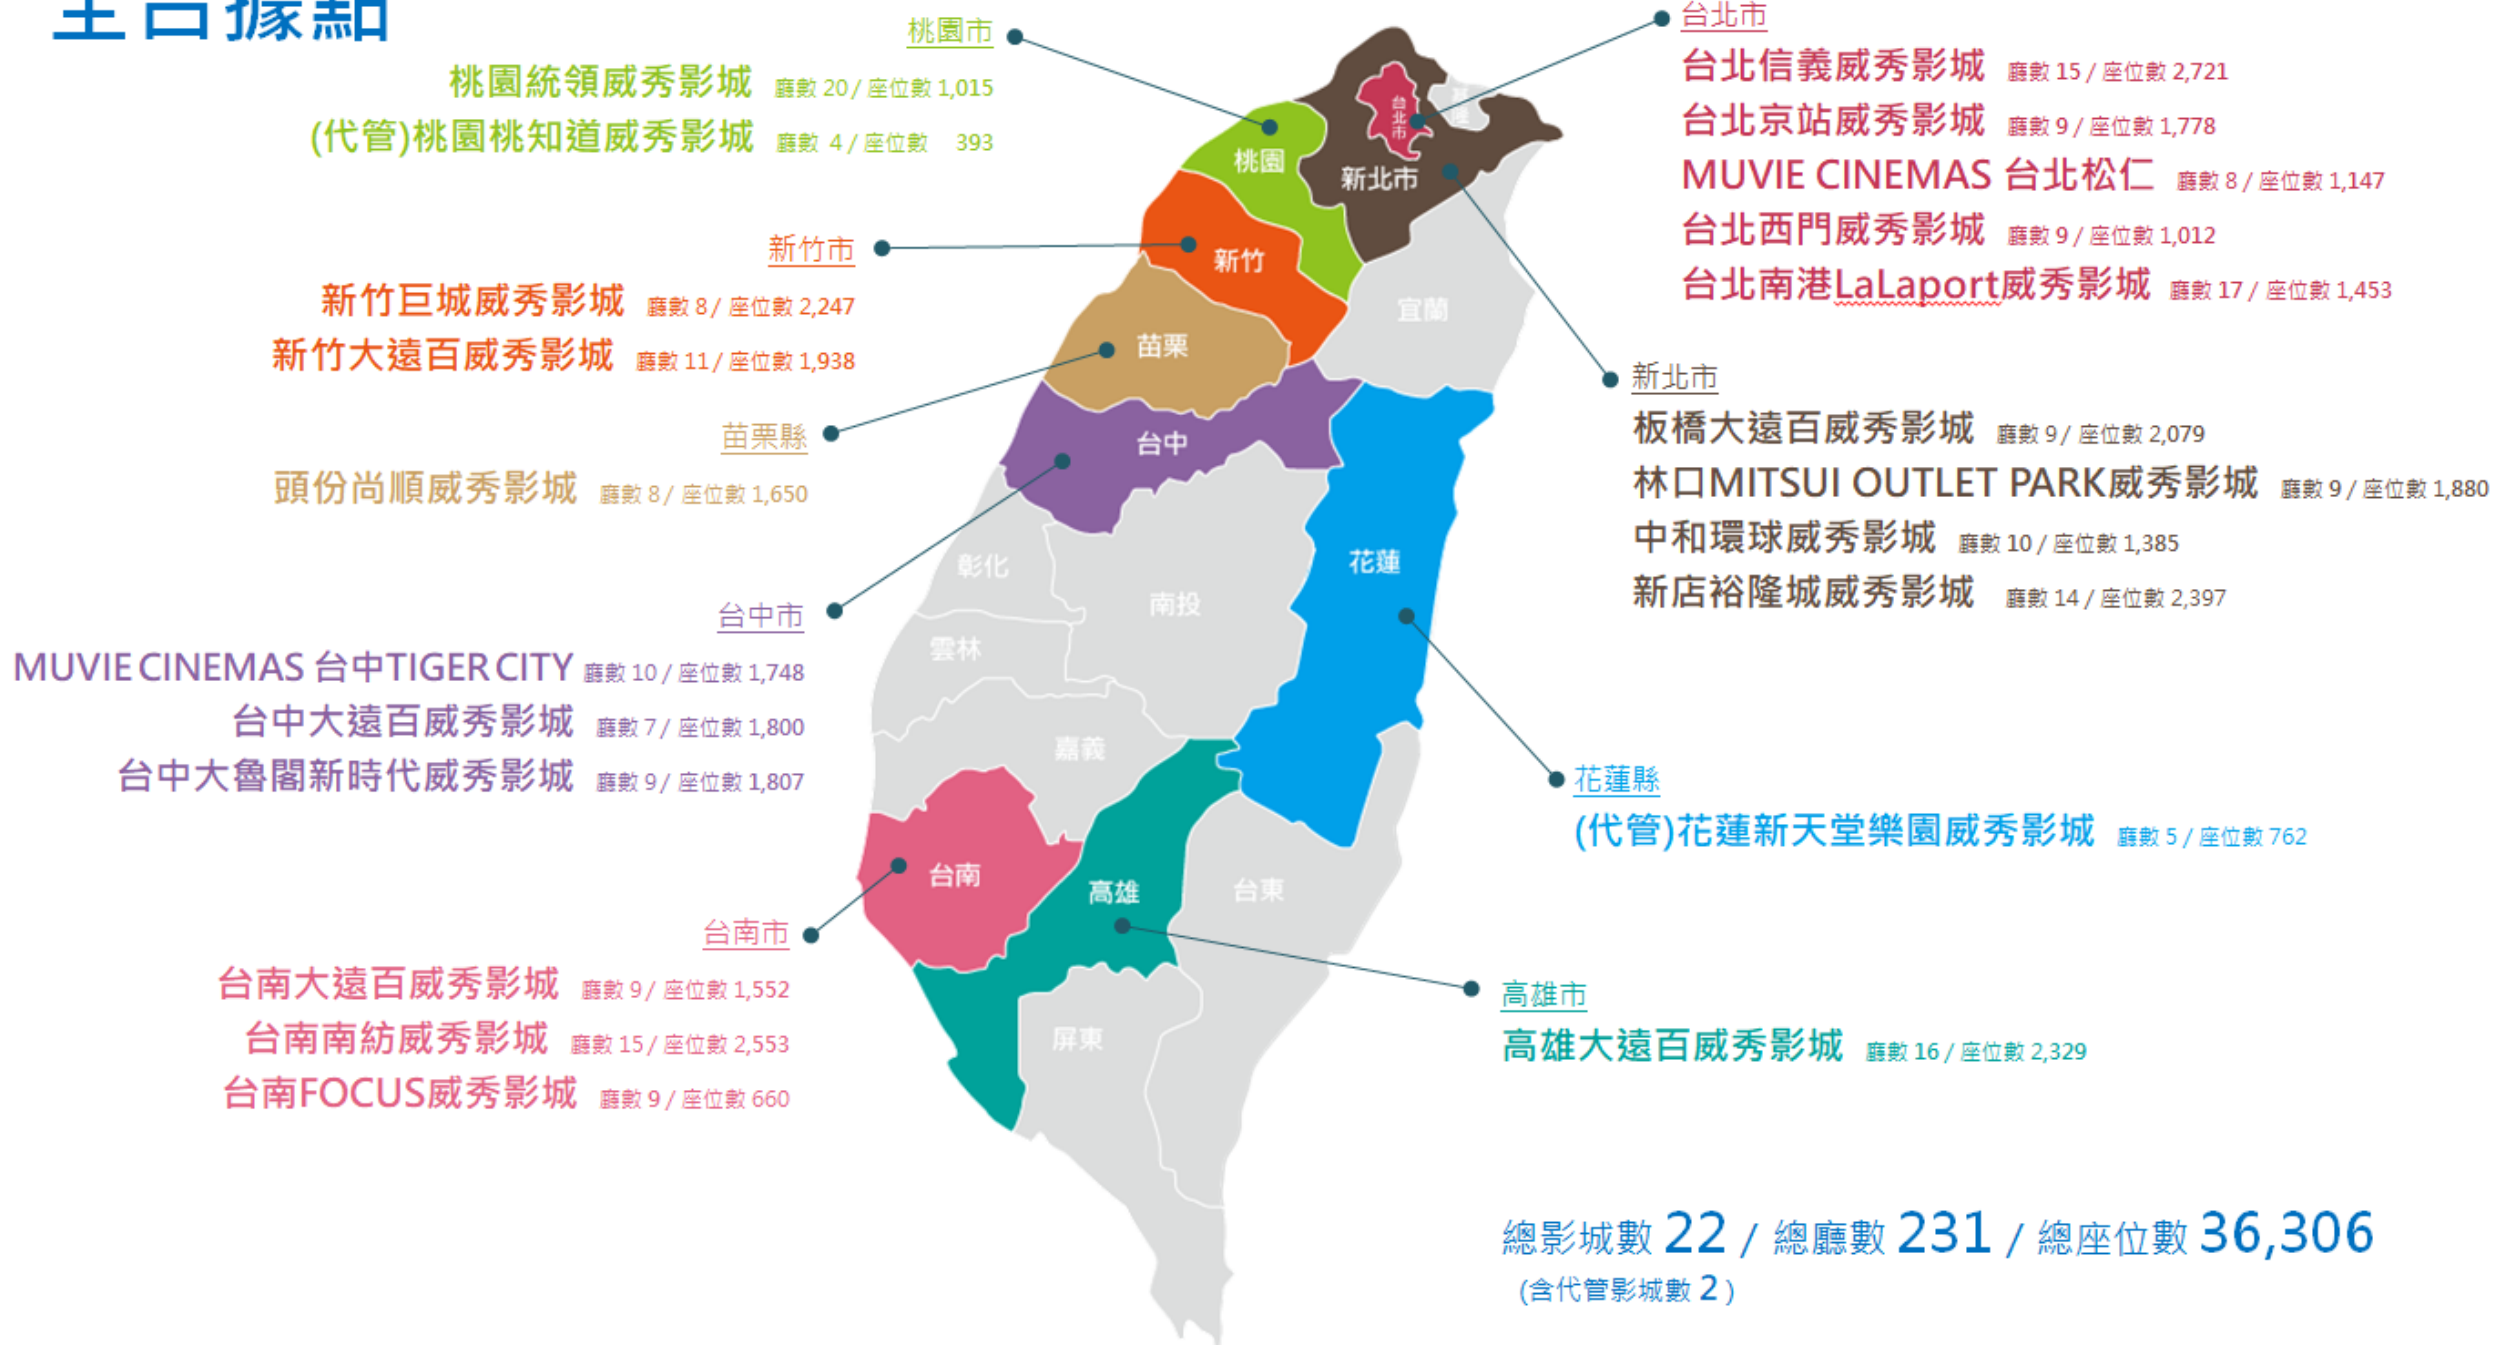 全台據點
桃園市
桃園統領威秀影城 廳數 20 / 座位數 1,015
(代管)桃園桃知道威秀影城 廳數 4 / 座位數 393
新竹市
新竹巨城威秀影城 廳數 8 / 座位數 2,247
新竹大遠百威秀影城 廳數 11 / 座位數 1,938
苗栗縣
頭份尚順威秀影城 廳數 8 / 座位數 1,650
台中市
MUVIE CINEMAS 台中TIGER CITY 廳數 10 / 座位數 1,748
台中大遠百威秀影城 廳數 7 / 座位數 1,800
台中大魯閣新時代威秀影城 廳數 9 / 座位數 1,807
台南市
台南大遠百威秀影城 廳數 9 / 座位數 1,552
台南南紡威秀影城 廳數 15 / 座位數 2,553
台南FOCUS威秀影城 廳數 9 / 座位數 660
基隆
台北市
新北市
桃園
新竹
宜蘭
苗栗
台中
花蓮
彰化
南投
雲林
嘉義
台南
高雄
台東
屏東
台北市
台北信義威秀影城 廳數 15 / 座位數 2,721
台北京站威秀影城 廳數 9 / 座位數 1,778
MUVIE CINEMAS 台北松仁 廳數 8 / 座位數 1,147
台北西門威秀影城 廳數 9 / 座位數 1,012
台北南港LaLaport威秀影城 廳數 17 / 座位數 1,453
新北市
板橋大遠百威秀影城 廳數 9 / 座位數 2,079
林口MITSUI OUTLET PARK威秀影城 廳數 9 / 座位數 1,880
中和環球威秀影城 廳數 10 / 座位數 1,385
新店裕隆城威秀影城 廳數 14 / 座位數 2,397
花蓮縣
(代管)花蓮新天堂樂園威秀影城 廳數 5 / 座位數 762
高雄市
高雄大遠百威秀影城 廳數 16 / 座位數 2,329
總影城數 22 / 總廳數 231 / 總座位數 36,306
(含代管影城數 2 )